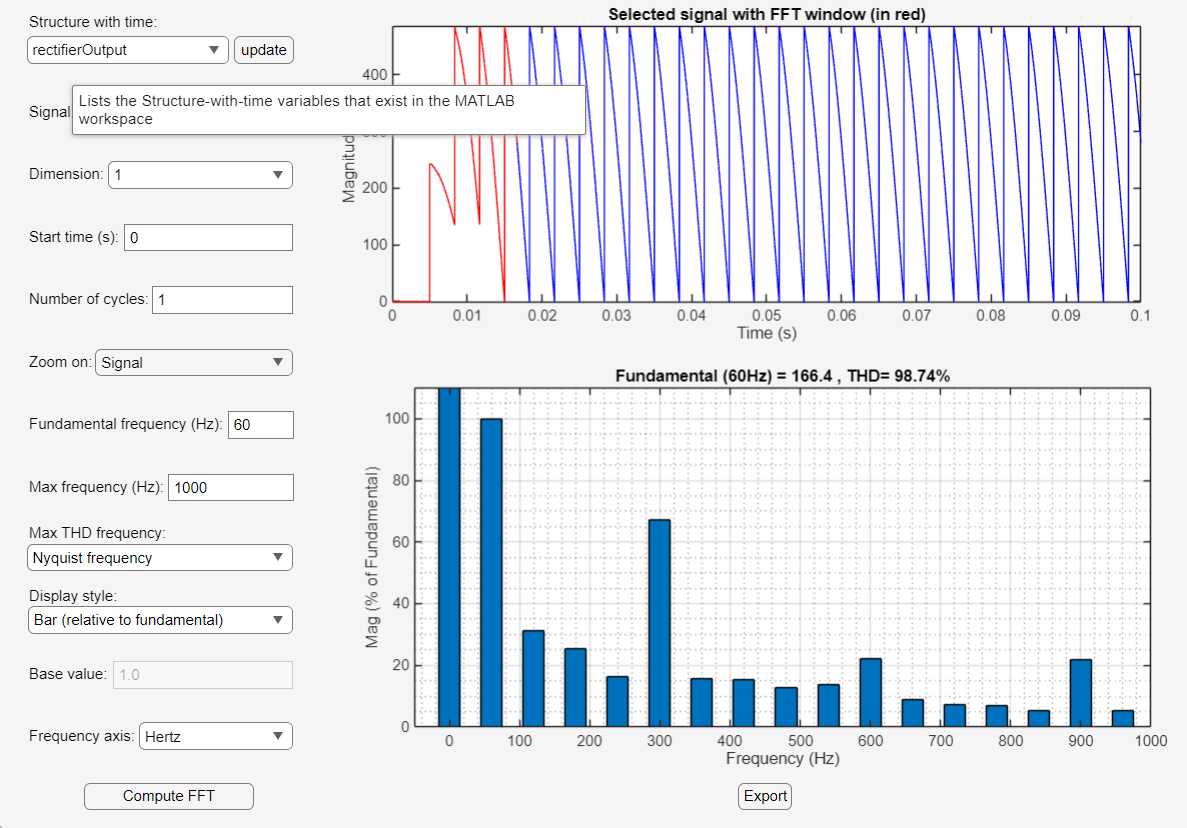 Structure with time:
rectifierOutput
update
Lists the Structure-with-time variables that exist in the MATLAB
workspace
Signal
Dimension: 1
Start time (s): 0
Number of cycles: 1
Zoom on: Signal
Fundamental frequency (Hz): 60
Max frequency (Hz): 1000
Max THD frequency:
Nyquist frequency
Display style:
Bar (relative to fundamental)
Base value: 1.0
Frequency axis: Hertz
Compute FFT
Selected signal with FFT window (in red)
400
200
100
0
0 0.01 0.02 0.03 0.04 0.05 0.06 0.07 0.08 0.09 0.1
Time (s)
Fundamental (60Hz) = 166.4 , THD= 98.74%
Mag (% of Fundamental)
100
80
60
40
20
0
0 100 200 300 400 500 600 700 800 900 1000
Frequency (Hz)
Export